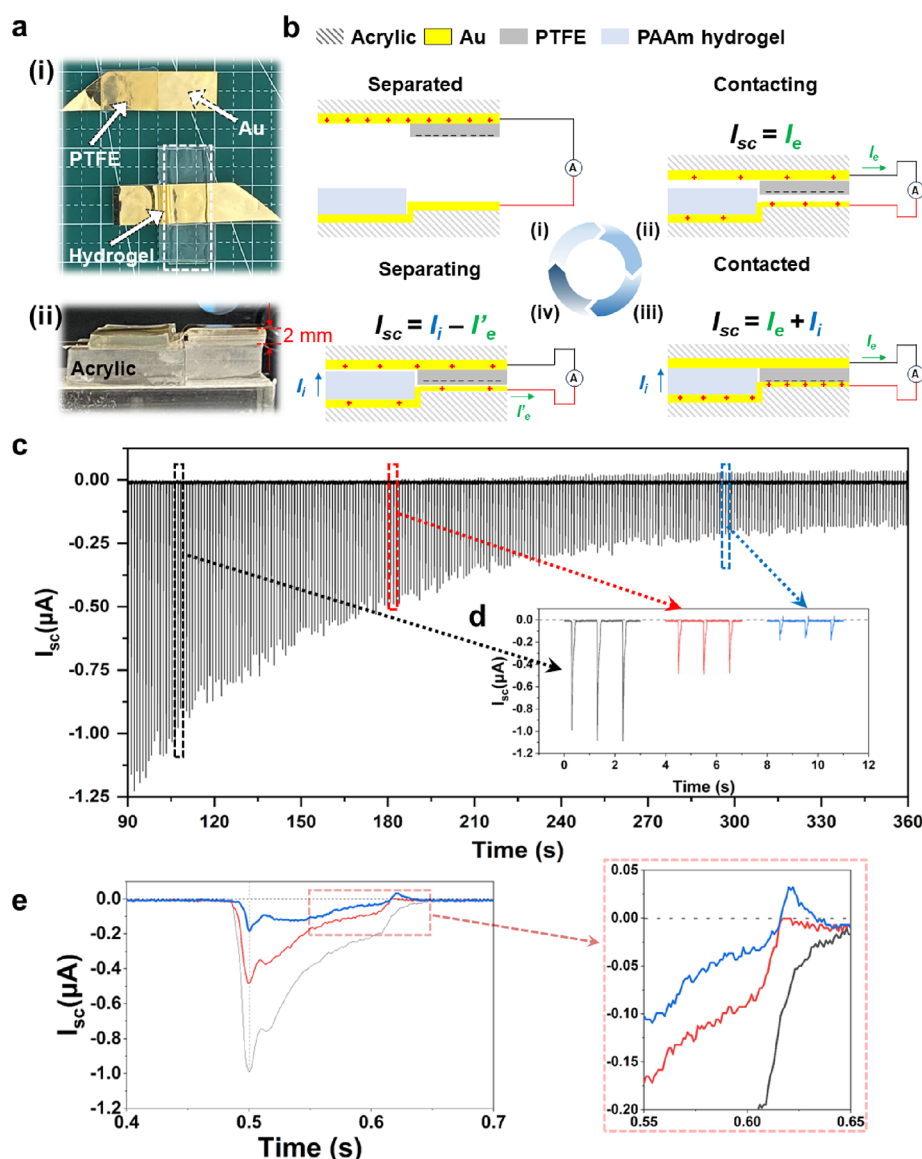 a
(i)
PTFE
Au
Hydrogel
(ii)
2 mm
Acrylic
b
Acrylic Au PTFE PAAm hydrogel
Separated
A
(i)
Contacting
Isc = Ie
Ie
A
(ii)
Separating
(iv)
Isc = Ii – I'e
Ii
A
I'e
Contacted
(iii)
Isc = Ie + Ii
Ie
Ii
A
c
Isc(μA)
0.00
-0.25
-0.50
-0.75
-1.00
-1.25
90 120 150 180 210 240 270 300 330 360
Time (s)
d
Isc(μA)
0.0
-0.2
-0.4
-0.6
-0.8
-1.0
-1.2
0 2 4 6 8 10 12
Time (s)
e
Isc(μA)
0.0
-0.2
-0.4
-0.6
-0.8
-1.0
-1.2
0.4 0.5 0.6 0.7
Time (s)
0.05
0.00
-0.05
-0.10
-0.15
-0.20
0.55 0.60 0.65